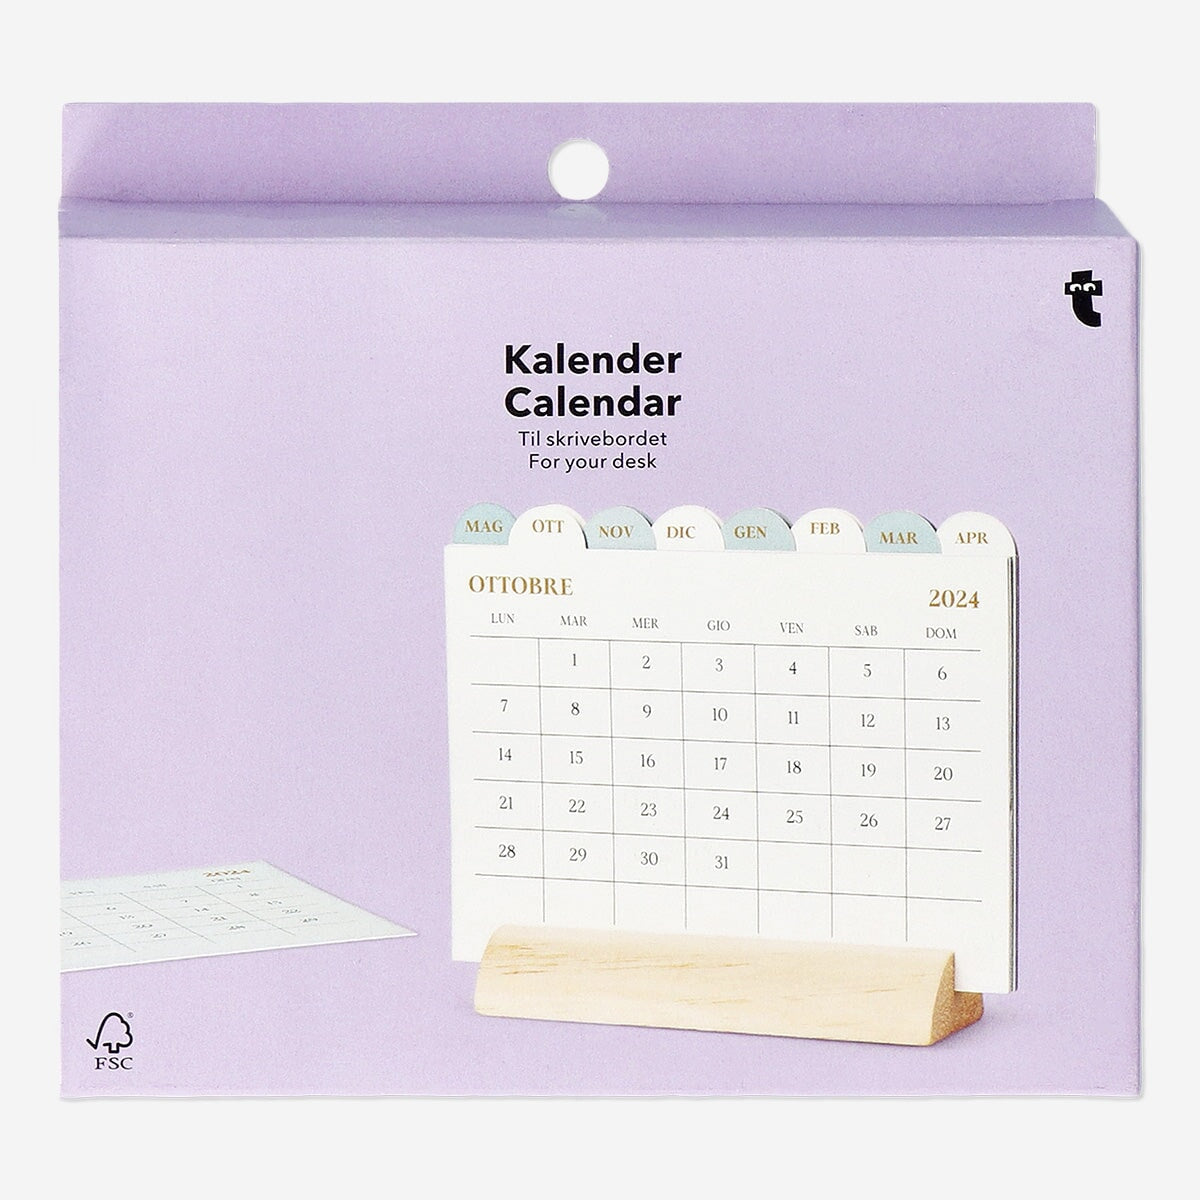 Kalender
Calendar
Til skrivebordet
For your desk
MAG OTT NOV DIC GEN FEB MAR APR
OTTOBRE 2024
LUN MAR MER GIO VEN SAB DOM
1 2 3 4 5 6
7 8 9 10 11 12 13
14 15 16 17 18 19 20
21 22 23 24 25 26 27
28 29 30 31
2024
FSC®